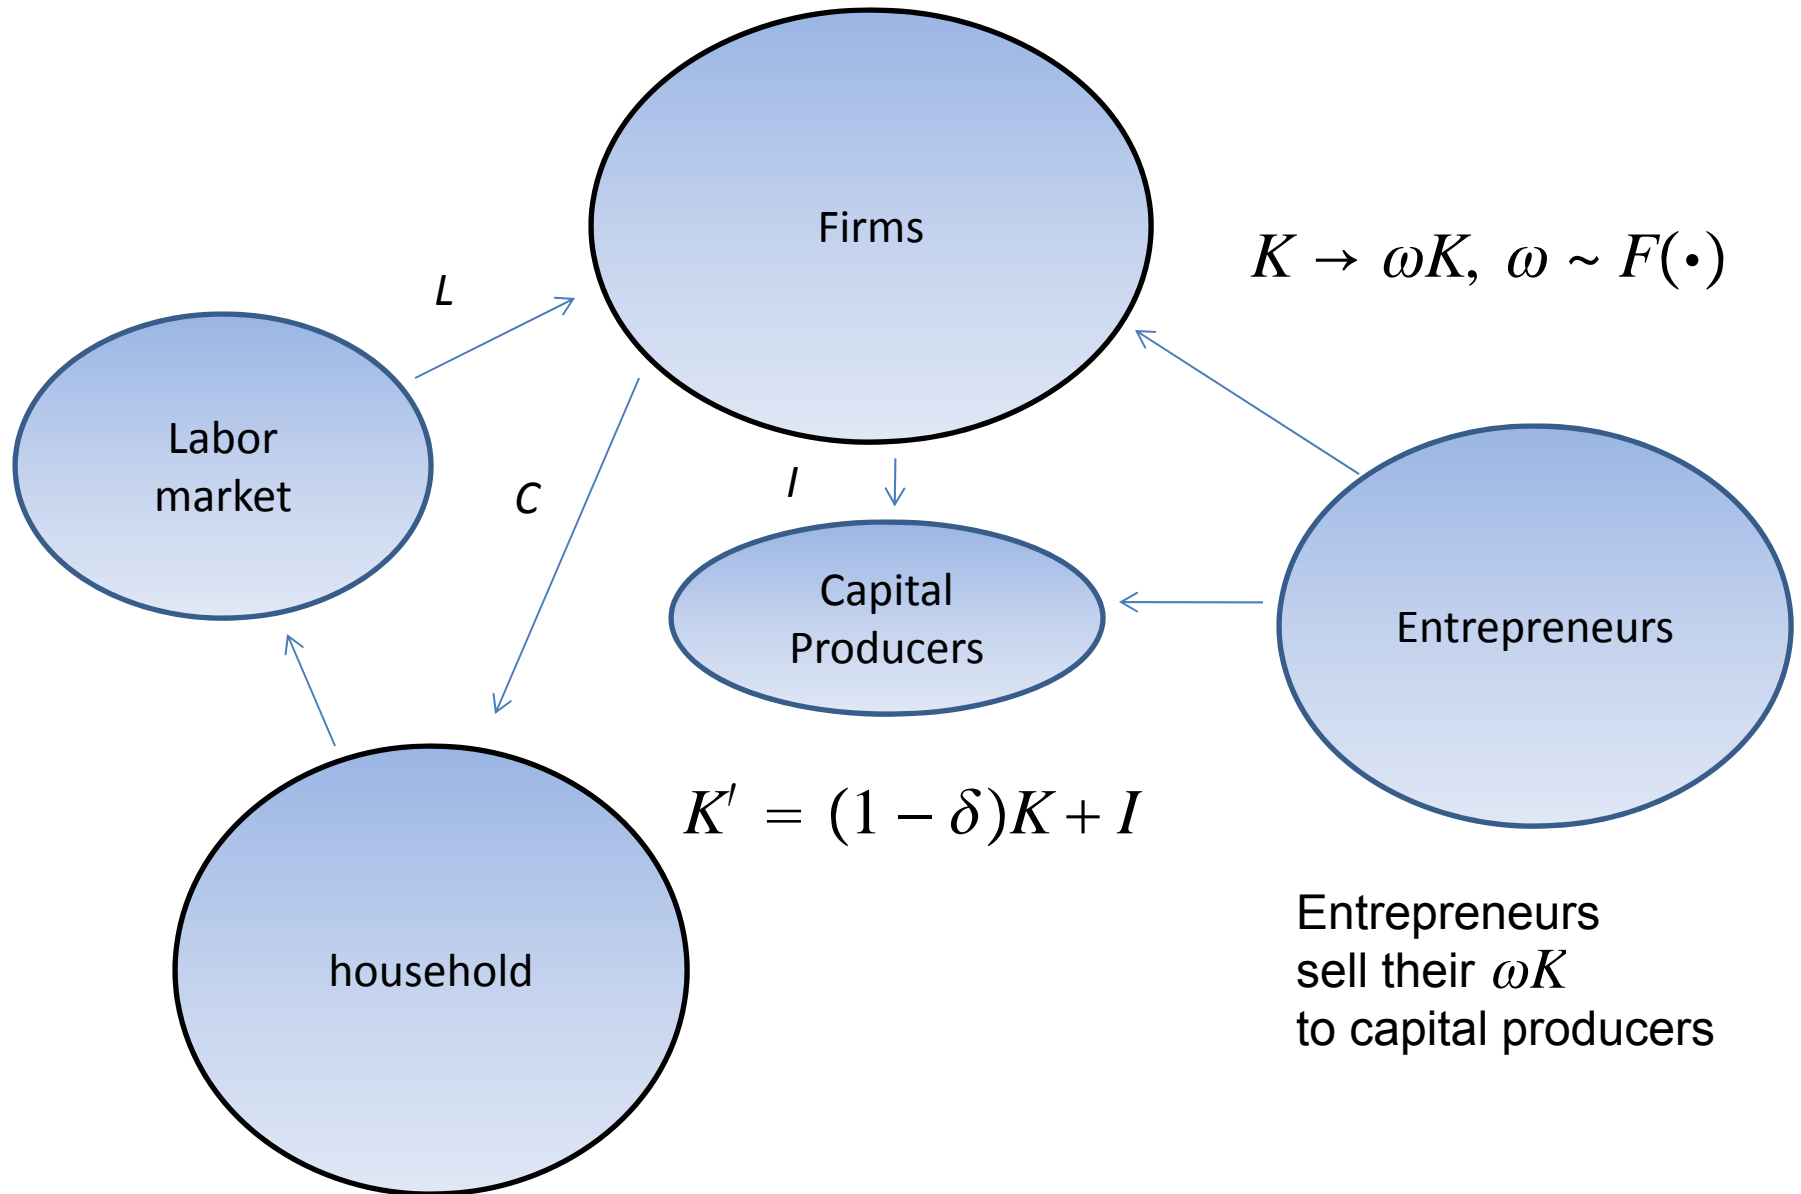 Firms
K → ωK, ω ~ F(·)
L
Labor
market
C
I
Capital
Producers
Entrepreneurs
K′ = (1 − δ)K + I
household
Entrepreneurs
sell their ωK
to capital producers